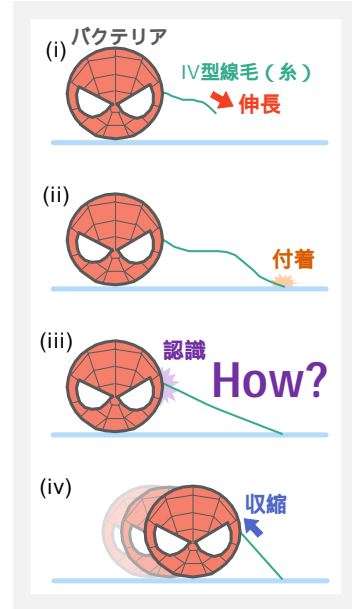 (i)
バクテリア
IV型線毛（糸）
伸長
(ii)
付着
(iii)
認識
How?
(iv)
収縮